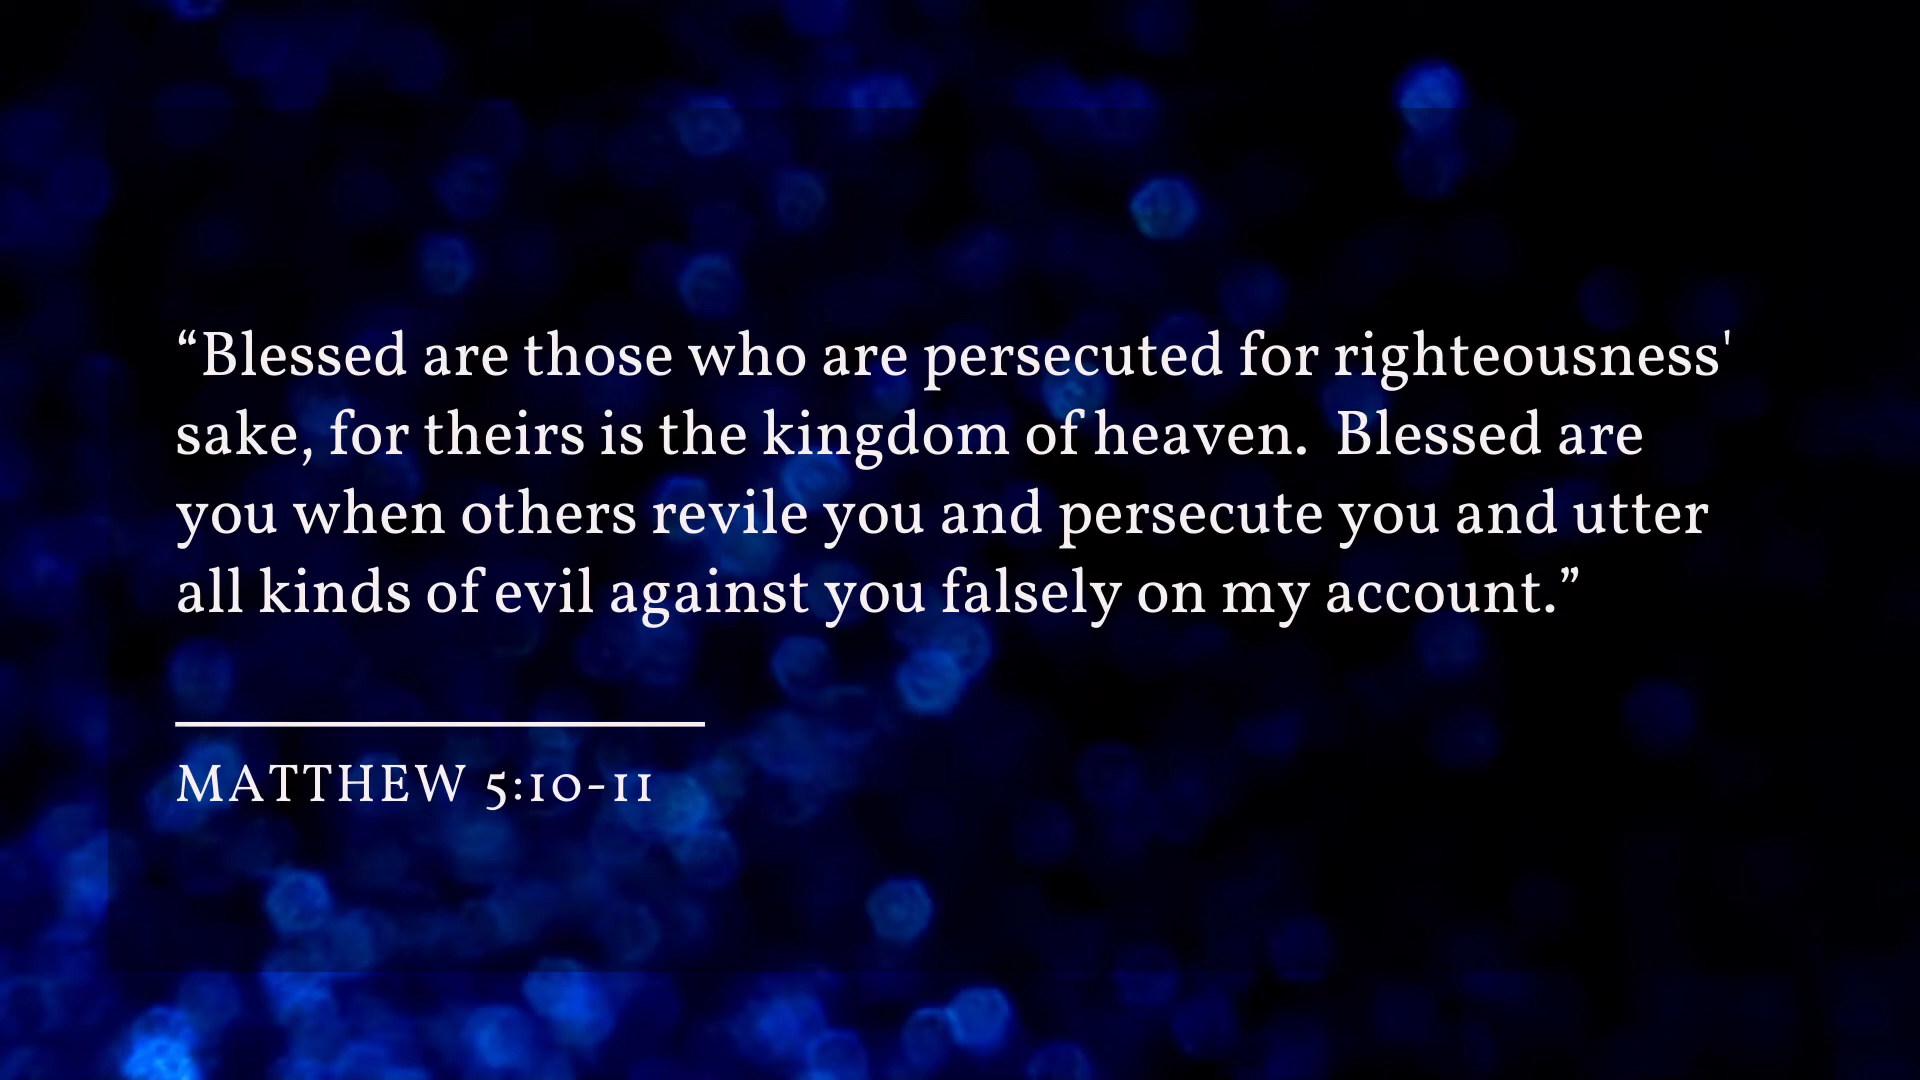 “Blessed are those who are persecuted for righteousness'
sake, for theirs is the kingdom of heaven.  Blessed are
you when others revile you and persecute you and utter
all kinds of evil against you falsely on my account.”
MATTHEW 5:10-11